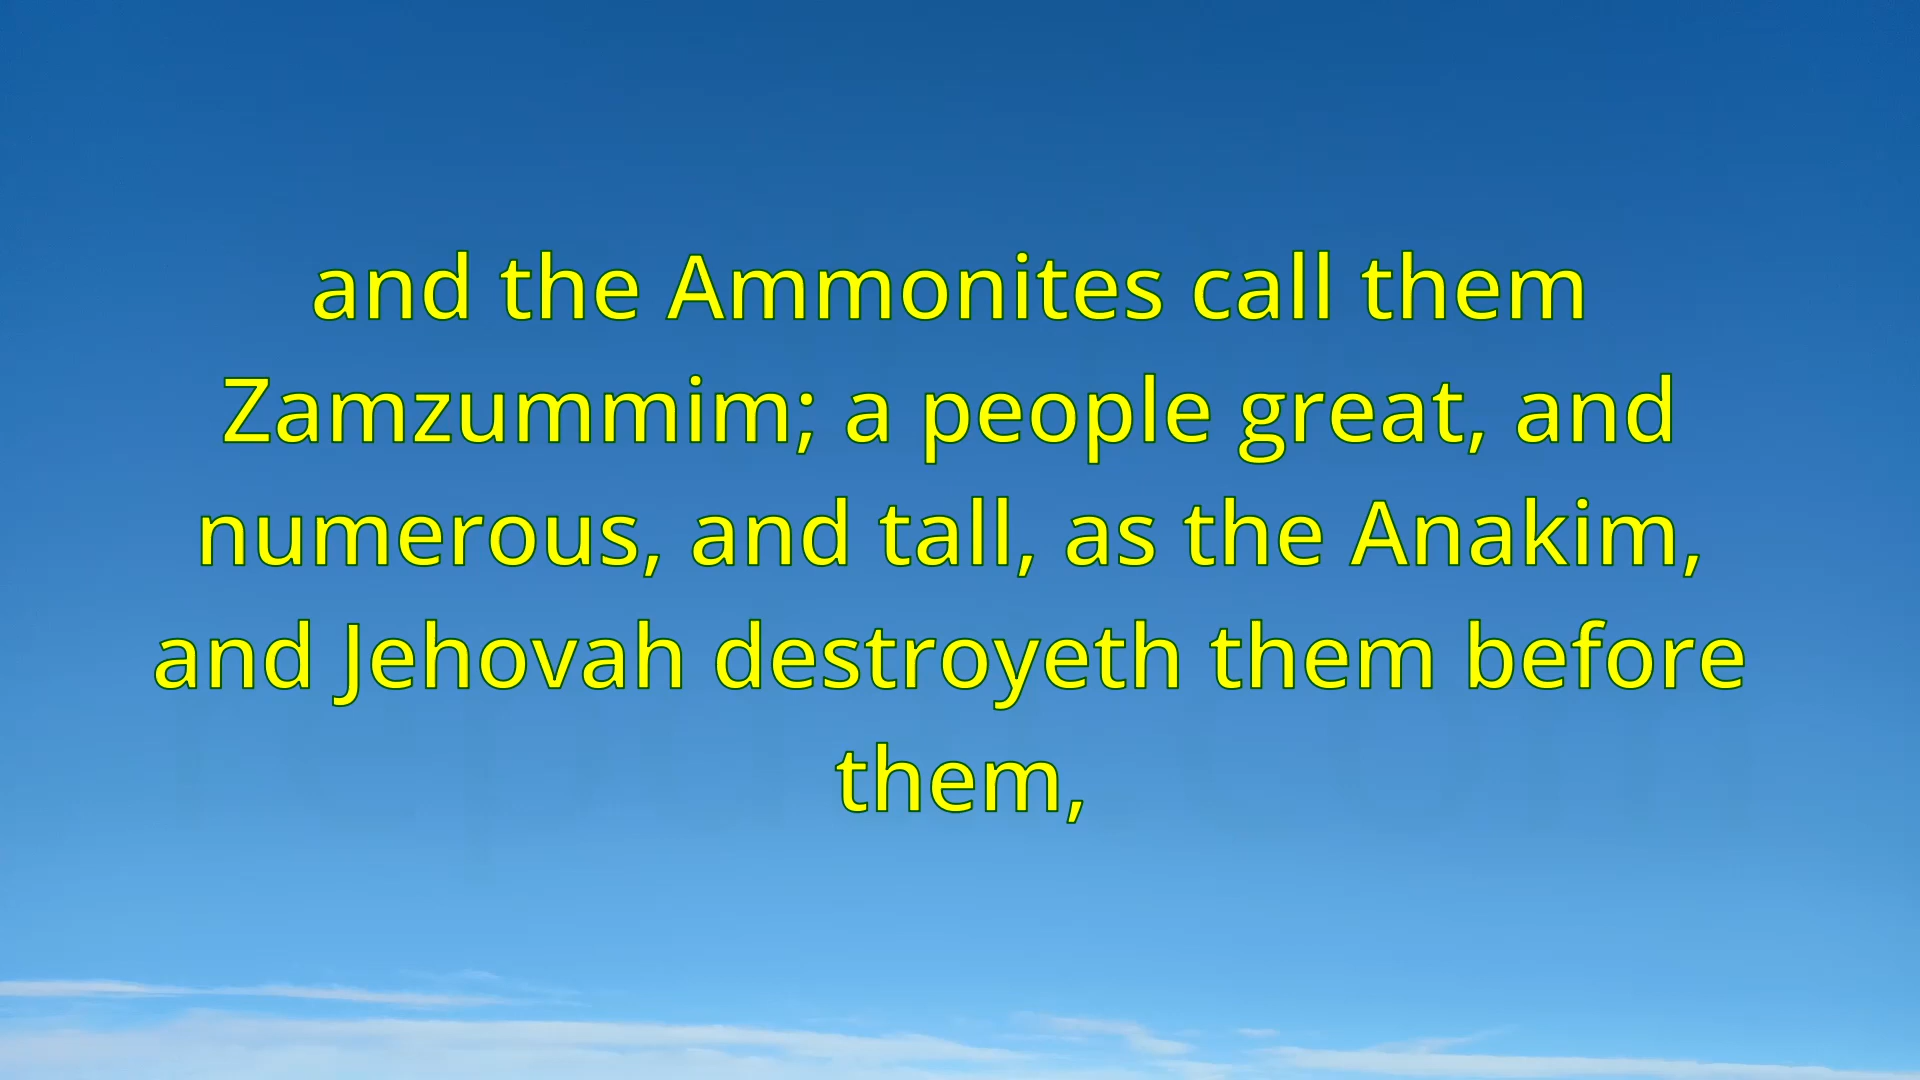 and the Ammonites call them
Zamzummim; a people great, and
numerous, and tall, as the Anakim,
and Jehovah destroyeth them before
them,